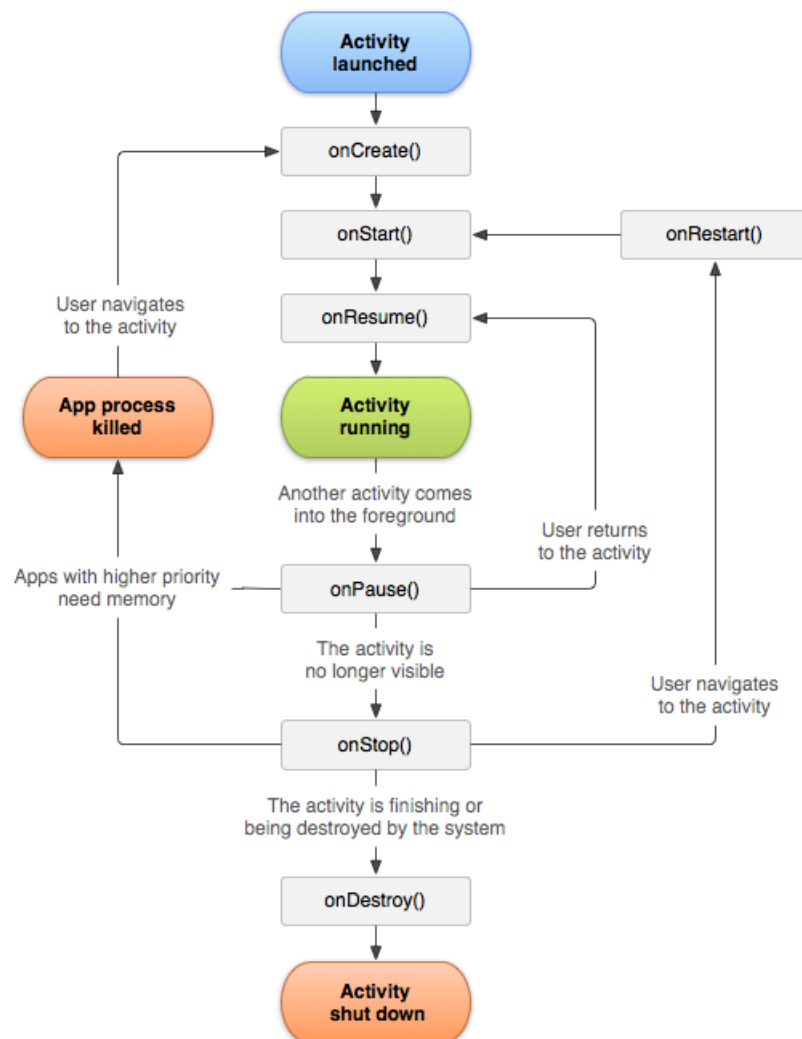 Activity
launched
onCreate()
onStart()
onRestart()
User navigates
to the activity
onResume()
App process
killed
Activity
running
Another activity comes
into the foreground
User returns
to the activity
Apps with higher priority
need memory
onPause()
The activity is
no longer visible
User navigates
to the activity
onStop()
The activity is finishing or
being destroyed by the system
onDestroy()
Activity
shut down